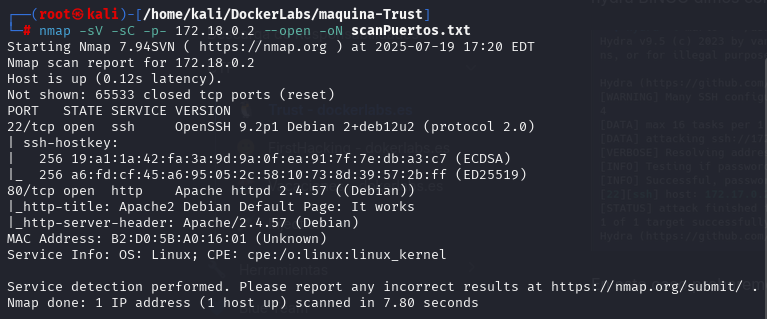 ┌──(root㉿kali)-[/home/kali/DockerLabs/maquina-Trust]
└─# nmap -sV -sC -p- 172.18.0.2 --open -oN scanPuertos.txt
Starting Nmap 7.94SVN ( https://nmap.org ) at 2025-07-19 17:20 EDT
Nmap scan report for 172.18.0.2
Host is up (0.12s latency).
Not shown: 65533 closed tcp ports (reset)
PORT   STATE SERVICE VERSION
22/tcp open  ssh     OpenSSH 9.2p1 Debian 2+deb12u2 (protocol 2.0)
| ssh-hostkey:
|   256 19:a1:1a:42:fa:3a:9d:9a:0f:ea:91:7f:7e:db:a3:c7 (ECDSA)
|_  256 a6:fd:cf:45:a6:95:05:2c:58:10:73:8d:39:57:2b:ff (ED25519)
80/tcp open  http    Apache httpd 2.4.57 ((Debian))
|_http-title: Apache2 Debian Default Page: It works
|_http-server-header: Apache/2.4.57 (Debian)
MAC Address: B2:D0:5B:A0:16:01 (Unknown)
Service Info: OS: Linux; CPE: cpe:/o:linux:linux_kernel
Service detection performed. Please report any incorrect results at https://nmap.org/submit/ .
Nmap done: 1 IP address (1 host up) scanned in 7.80 seconds